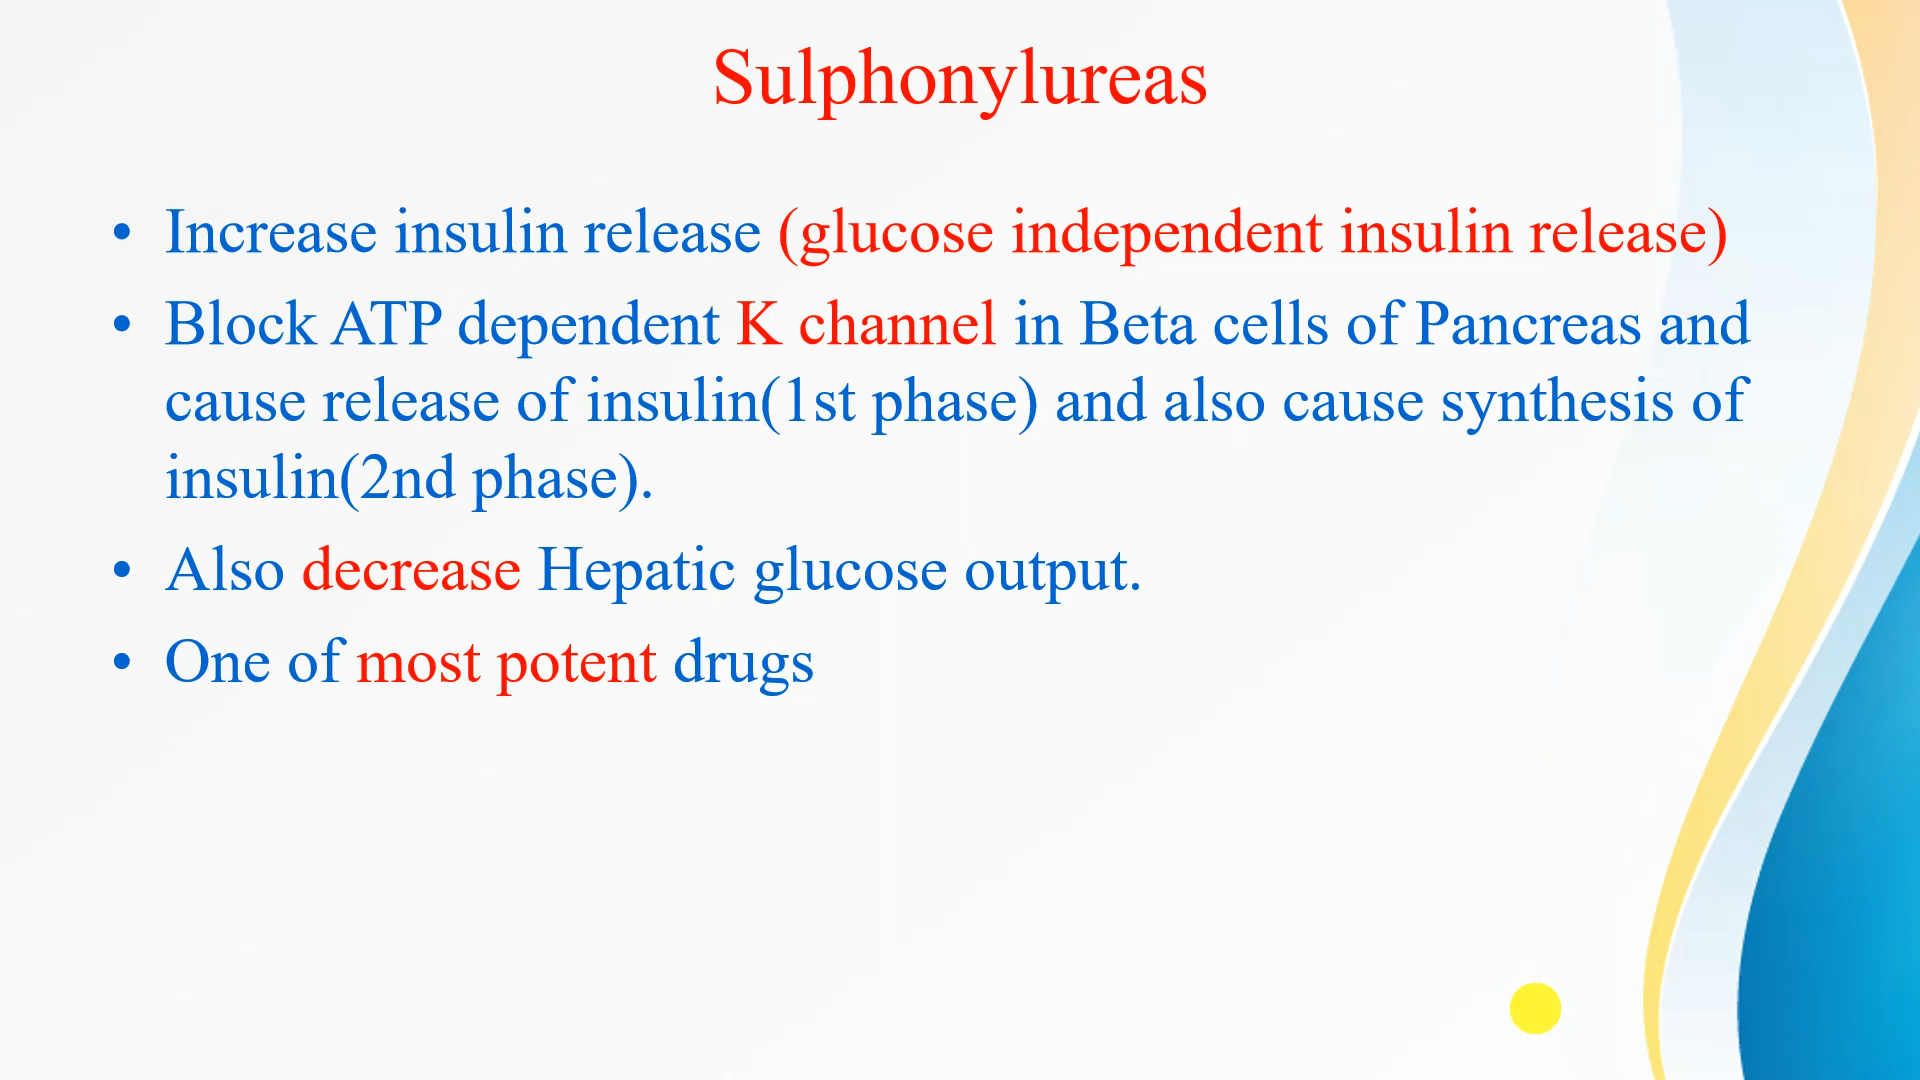 Sulphonylureas
• Increase insulin release (glucose independent insulin release)
• Block ATP dependent K channel in Beta cells of Pancreas and
cause release of insulin(1st phase) and also cause synthesis of
insulin(2nd phase).
• Also decrease Hepatic glucose output.
• One of most potent drugs